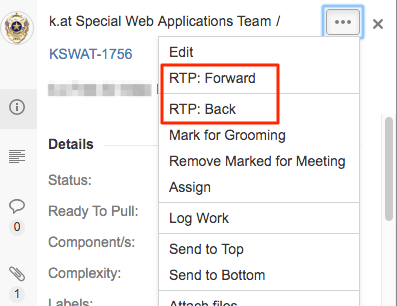 k.at Special Web Applications Team /
KSWAT-1756
Edit
RTP: Forward
RTP: Back
Mark for Grooming
Remove Marked for Meeting
Assign
Log Work
Send to Top
Send to Bottom
Attach files
Details
Status:
Ready To Pull:
Component/s:
Complexity:
Labels:
0
1